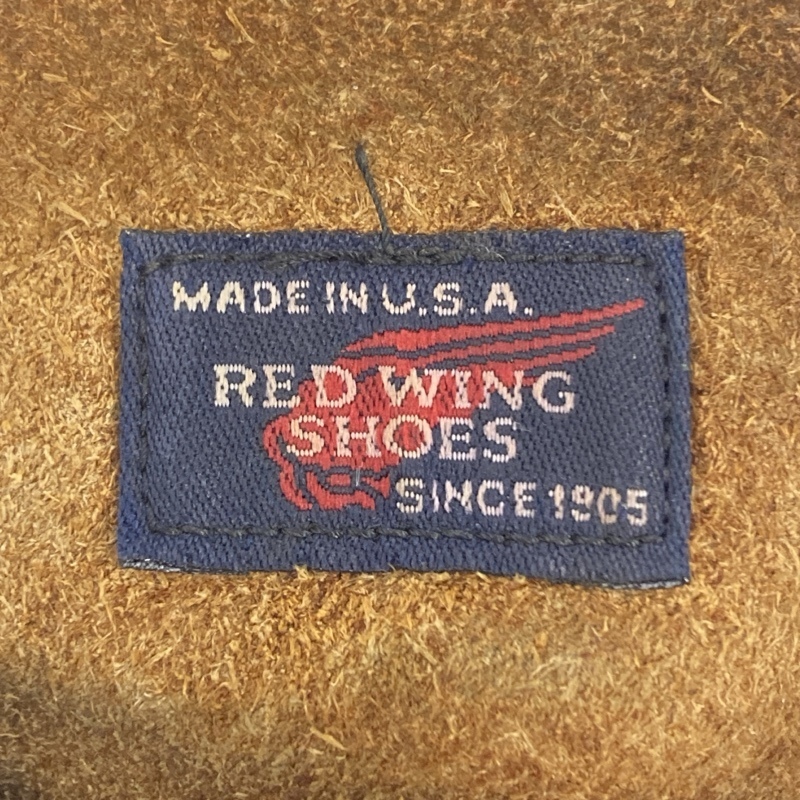 MADE IN U.S.A.
RED WING
SHOES
SINCE 1905